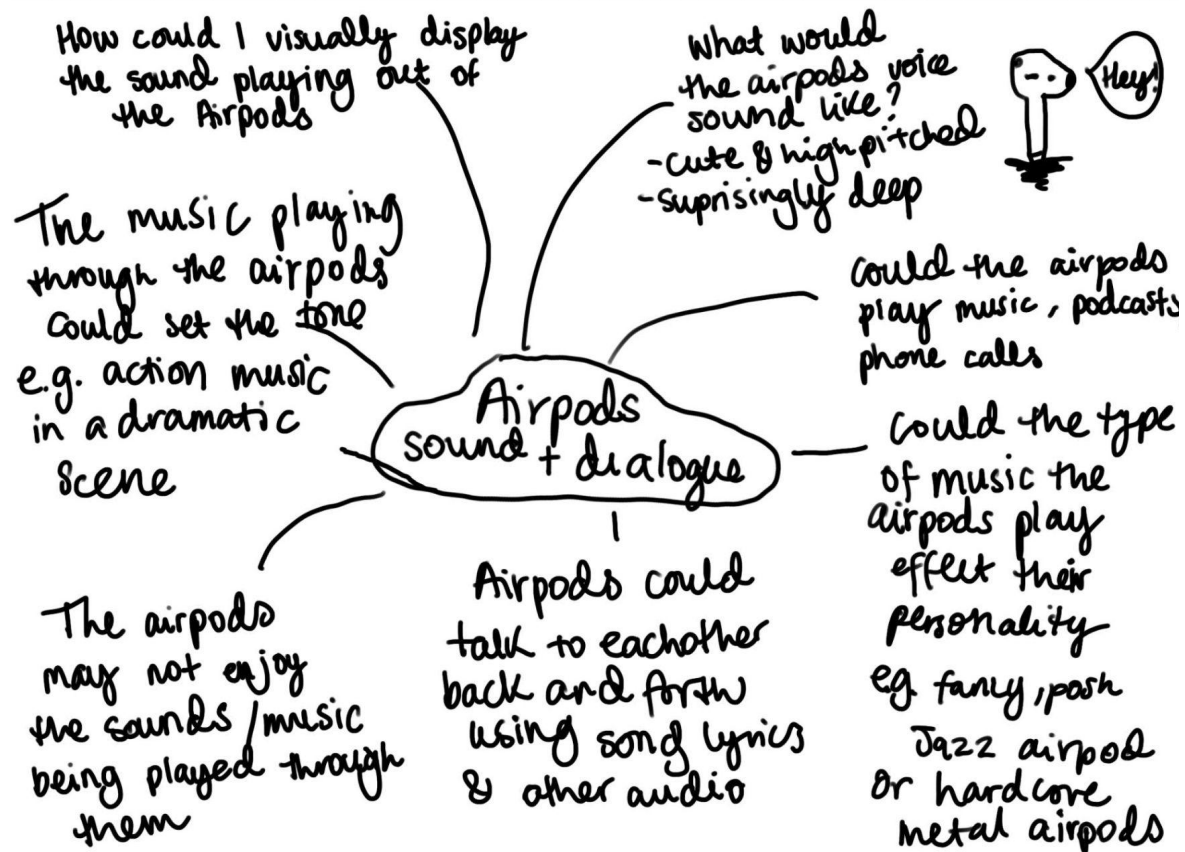 How could I visually display
the sound playing out of
the Airpods
What would
the airpods voice
sound like?
-cute & high pitched
-suprisingly deep
Hey!
The music playing
through the airpods
could set the tone
e.g. action music
in a dramatic
scene
could the airpods
play music, podcasts,
phone calls
Airpods
sound + dialogue
could the type
of music the
airpods play
effect their
personality
eg. fancy, posh
Jazz airpod
or hardcore
metal airpods
The airpods
may not enjoy
the sounds/music
being played through
them
Airpods could
talk to eachother
back and forth
using song lyrics
& other audio